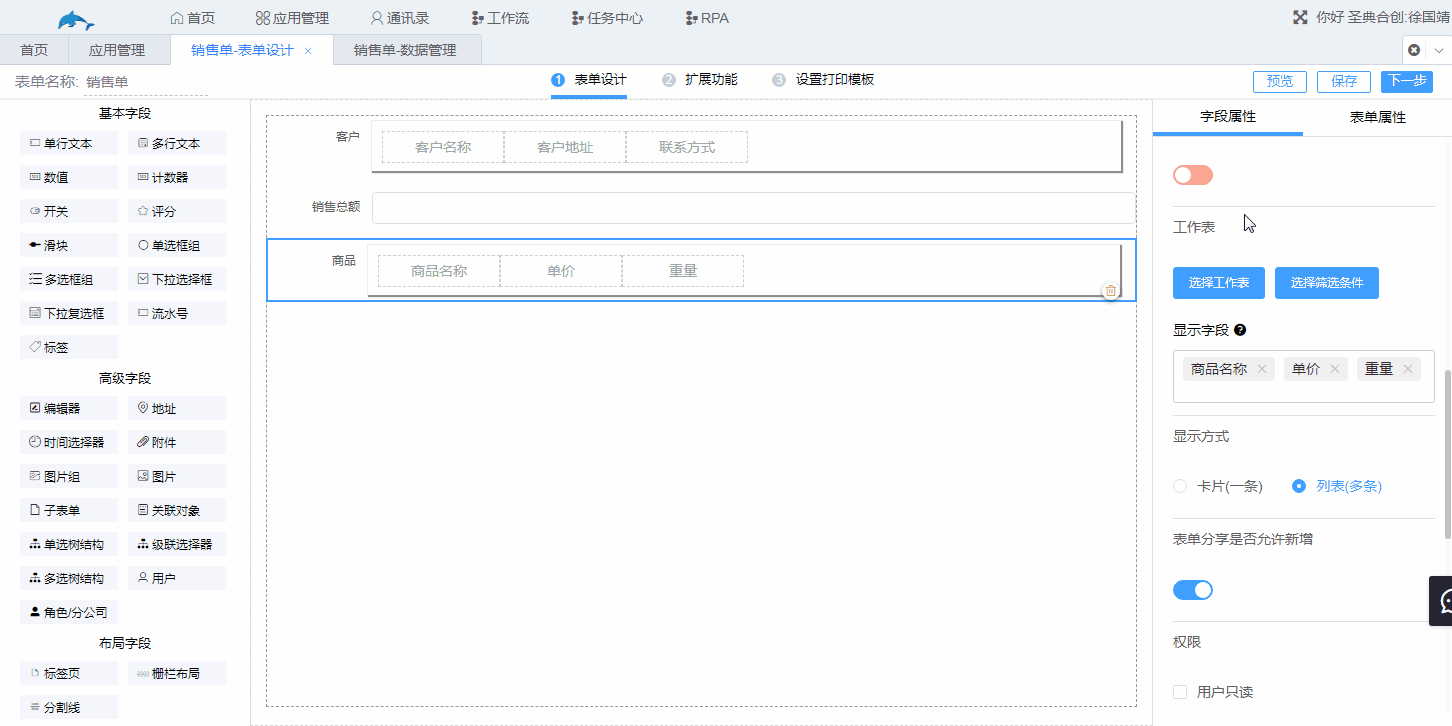 首页 应用管理 通讯录 工作流 任务中心 RPA 你好 圣典合创:徐国靖
首页 应用管理 销售单-表单设计 × 销售单-数据管理
表单名称: 销售单 1 表单设计 2 扩展功能 3 设置打印模板 预览 保存 下一步
基本字段
单行文本 多行文本
数值 计数器
开关 评分
滑块 单选框组
多选框组 下拉选择框
下拉复选框 流水号
标签
高级字段
编辑器 地址
时间选择器 附件
图片组 图片
子表单 关联对象
单选树结构 级联选择器
多选树结构 用户
角色/分公司
布局字段
标签页 栅栏布局
分割线
客户
客户名称 客户地址 联系方式
销售总额
商品
商品名称 单价 重量
字段属性 表单属性
工作表
选择工作表 选择筛选条件
显示字段 ?
商品名称 × 单价 × 重量 ×
显示方式
卡片(一条) 列表(多条)
表单分享是否允许新增
权限
用户只读